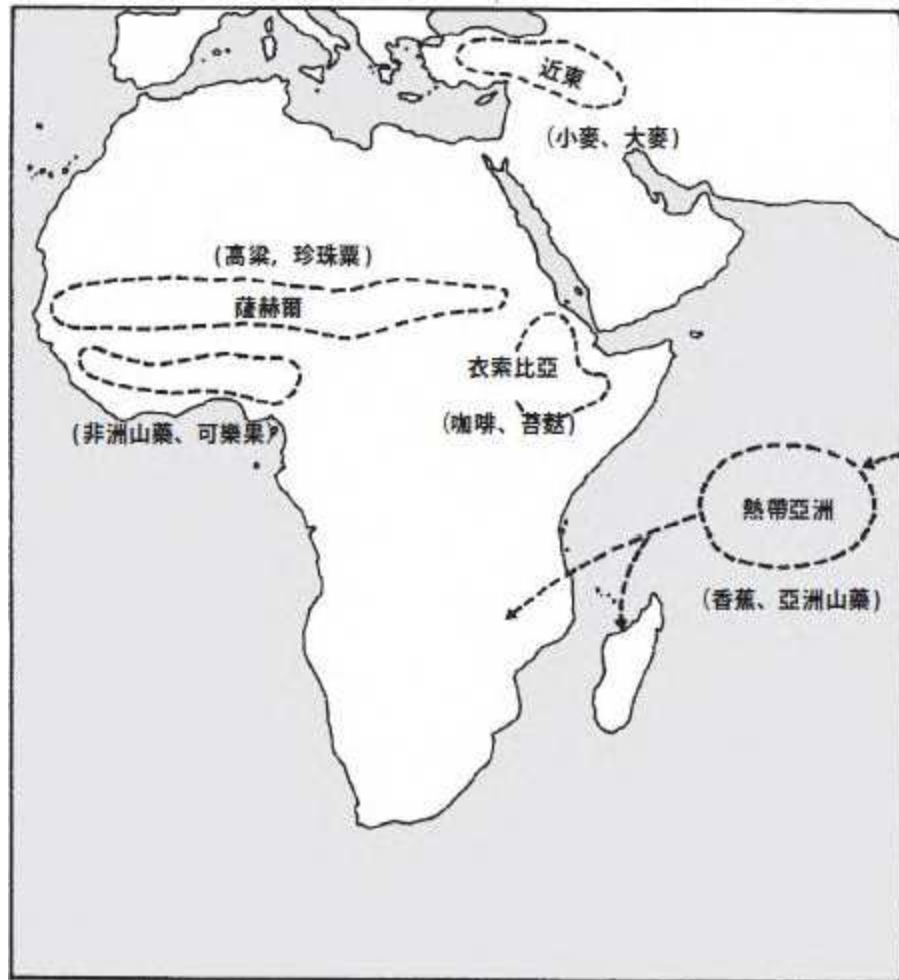 近東
(小麥、大麥)
(高粱，珍珠粟)
薩赫爾
衣索比亞
(咖啡、苔麩)
(非洲山藥、可樂果)
熱帶亞洲
(香蕉、亞洲山藥)